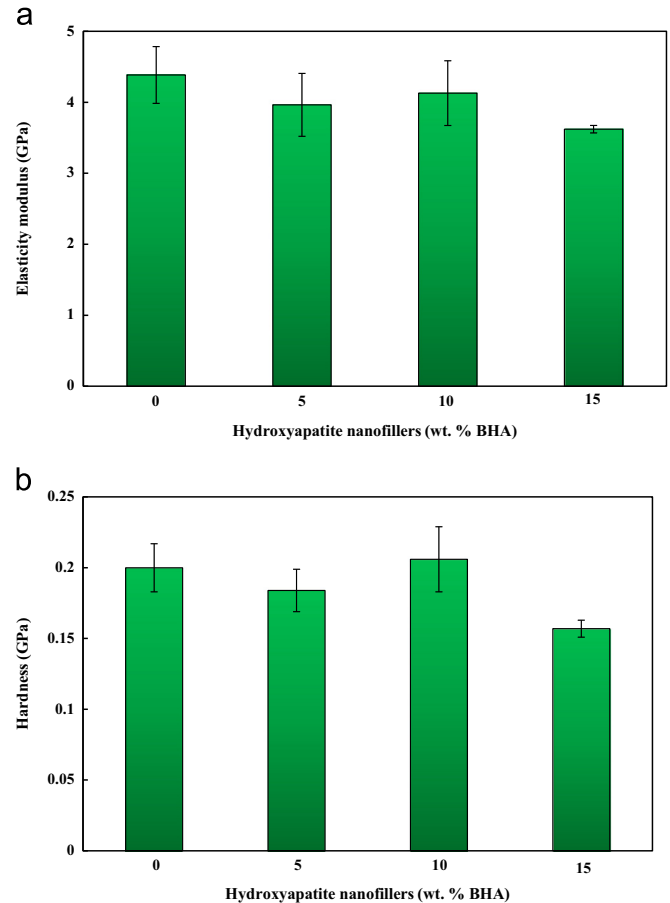 a
5
4
3
2
1
0
Elasticity modulus (GPa)
0 5 10 15
Hydroxyapatite nanofillers (wt. % BHA)
b
0.25
0.2
0.15
0.1
0.05
0
Hardness (GPa)
0 5 10 15
Hydroxyapatite nanofillers (wt. % BHA)